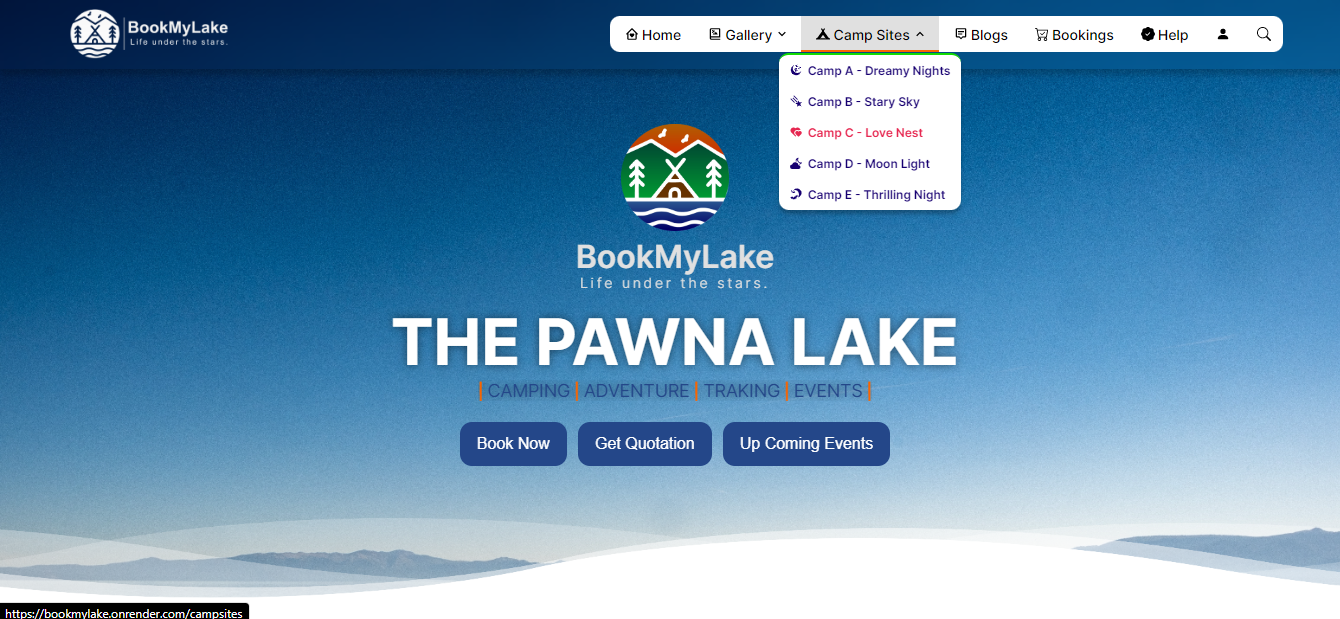 BookMyLake
Life under the stars.
Home Gallery Camp Sites Blogs Bookings Help
Camp A - Dreamy Nights
Camp B - Stary Sky
Camp C - Love Nest
Camp D - Moon Light
Camp E - Thrilling Night
BookMyLake
Life under the stars.
THE PAWNA LAKE
| CAMPING | ADVENTURE | TRAKING | EVENTS |
Book Now Get Quotation Up Coming Events
https://bookmylake.onrender.com/campsites